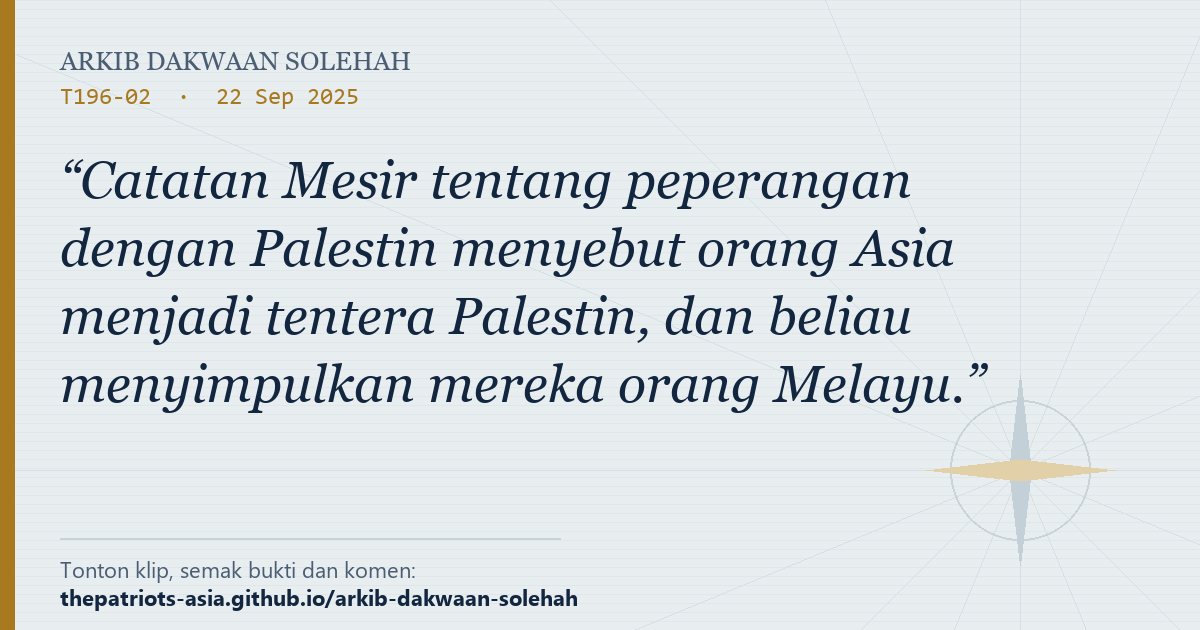 ARKIB DAKWAAN SOLEHAH
T196-02 · 22 Sep 2025
“Catatan Mesir tentang peperangan
dengan Palestin menyebut orang Asia
menjadi tentera Palestin, dan beliau
menyimpulkan mereka orang Melayu.”
Tonton klip, semak bukti dan komen:
thepatriots-asia.github.io/arkib-dakwaan-solehah